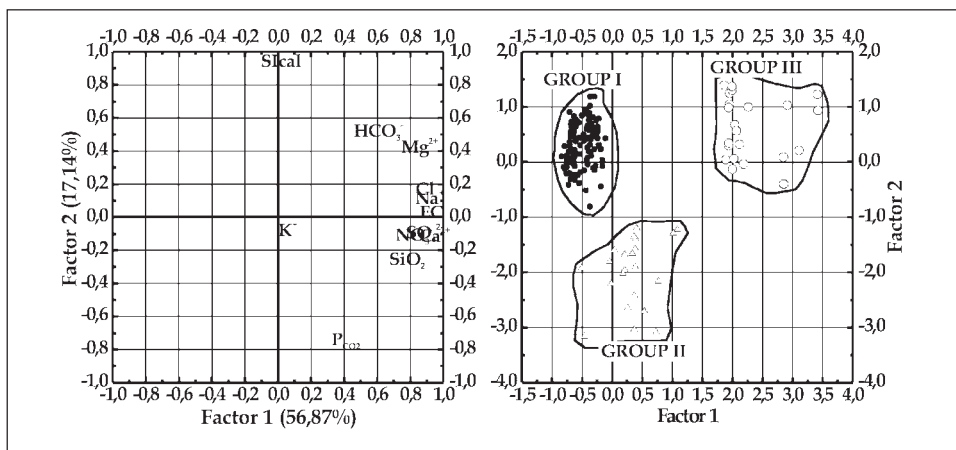 -1,0 -0,8 -0,6 -0,4 -0,2 0,0 0,2 0,4 0,6 0,8 1,0
1,0 0,8 0,6 0,4 0,2 0,0 -0,2 -0,4 -0,6 -0,8 -1,0
Factor 2 (17,14%)
SIcal
HCO₃⁻
Mg²⁺
Cl⁻
Na⁺
EC
K⁻
SiO₂
P_CO2
1,0 0,8 0,6 0,4 0,2 0,0 -0,2 -0,4 -0,6 -0,8 -1,0
-1,0 -0,8 -0,6 -0,4 -0,2 0,0 0,2 0,4 0,6 0,8 1,0
Factor 1 (56,87%)
-1,5 -1,0 -0,5 0,0 0,5 1,0 1,5 2,0 2,5 3,0 3,5 4,0
2,0 1,0 0,0 -1,0 -2,0 -3,0 -4,0
GROUP I
GROUP III
GROUP II
2,0 1,0 0,0 -1,0 -2,0 -3,0 -4,0
Factor 2
-1,5 -1,0 -0,5 0,0 0,5 1,0 1,5 2,0 2,5 3,0 3,5 4,0
Factor 1